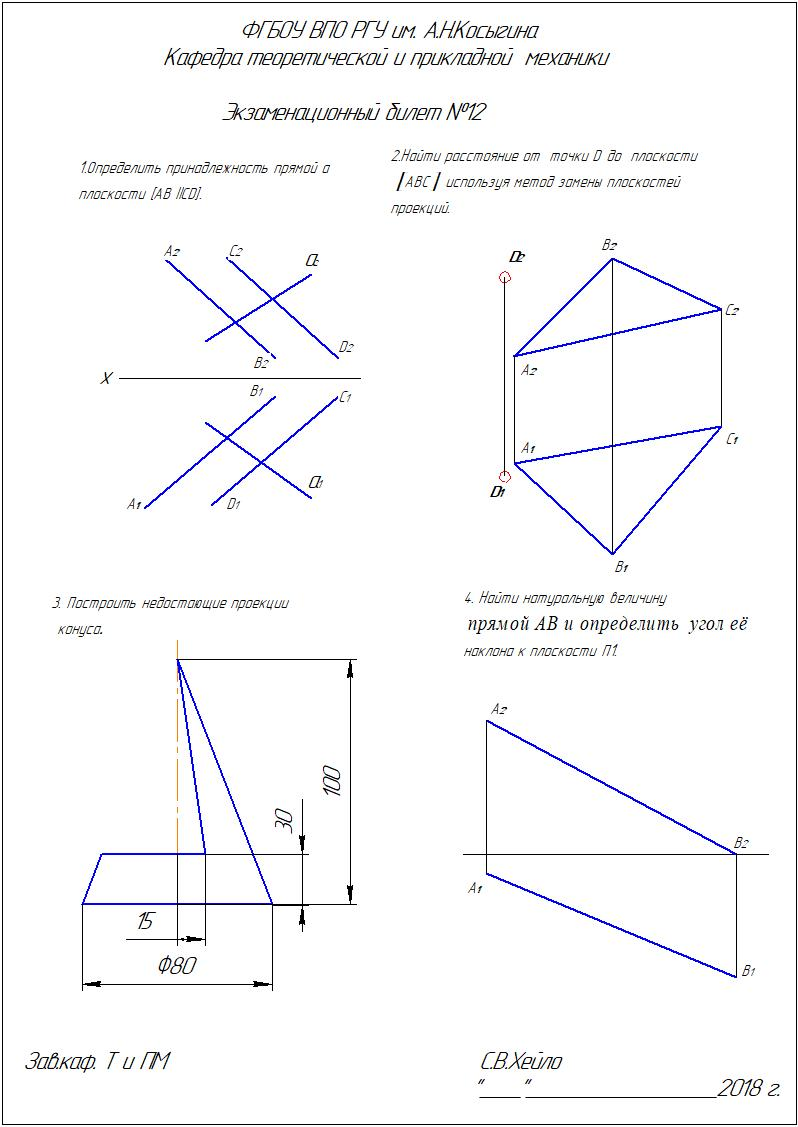 ФГБОУ ВПО РГУ им. А.Н.Косыгина
Кафедра теоретической и прикладной механики
Экзаменационный билет №12
1.Определить принадлежность прямой а
плоскости (АВ ||CD).
A2
C2
a2
B2
D2
X
B1
C1
A1
D1
a1
2.Найти расстояние от точки D до плоскости
|АВС| используя метод замены плоскостей
проекций.
D2
B2
C2
A2
A1
C1
D1
B1
3. Построить недостающие проекции
конуса.
100
30
15
Ф80
4. Найти натуральную величину
прямой АВ и определить угол её
наклона к плоскости П1.
A2
B2
A1
B1
Зав.каф. Т и ПМ
С.В.Хейло
"____"____________________2018 г.